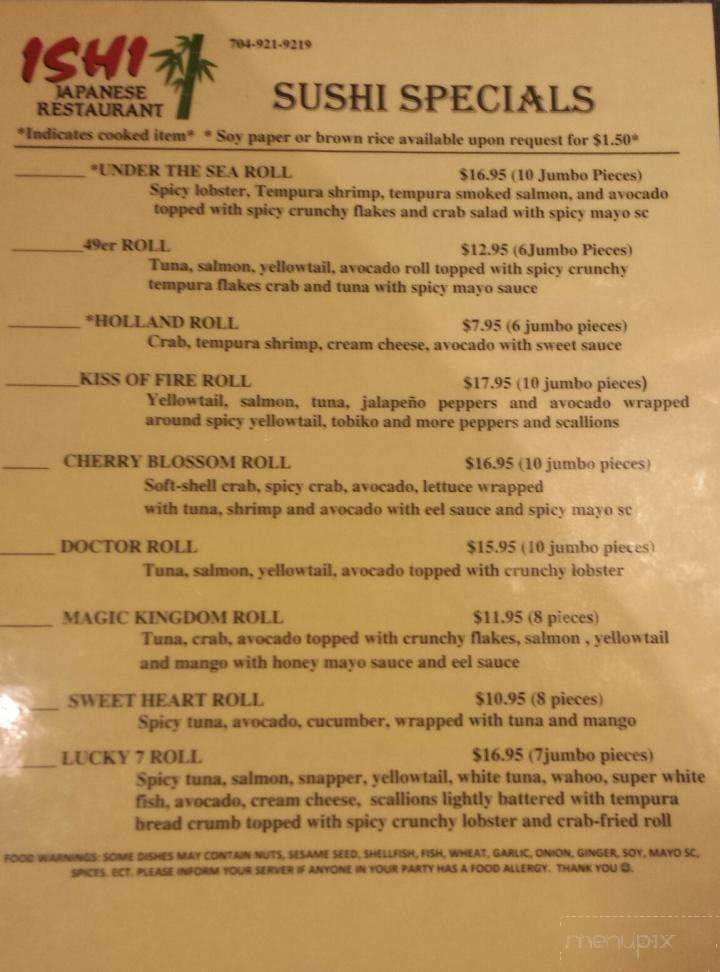 ISHI
JAPANESE
RESTAURANT
704-921-9219
SUSHI SPECIALS
*Indicates cooked item* * Soy paper or brown rice available upon request for $1.50*
*UNDER THE SEA ROLL $16.95 (10 Jumbo Pieces)
Spicy lobster, Tempura shrimp, tempura smoked salmon, and avocado
topped with spicy crunchy flakes and crab salad with spicy mayo sc
49er ROLL $12.95 (6Jumbo Pieces)
Tuna, salmon, yellowtail, avocado roll topped with spicy crunchy
tempura flakes crab and tuna with spicy mayo sauce
*HOLLAND ROLL $7.95 (6 jumbo pieces)
Crab, tempura shrimp, cream cheese, avocado with sweet sauce
KISS OF FIRE ROLL $17.95 (10 jumbo pieces)
Yellowtail, salmon, tuna, jalapeño peppers and avocado wrapped
around spicy yellowtail, tobiko and more peppers and scallions
CHERRY BLOSSOM ROLL $16.95 (10 jumbo pieces)
Soft-shell crab, spicy crab, avocado, lettuce wrapped
with tuna, shrimp and avocado with eel sauce and spicy mayo sc
DOCTOR ROLL $15.95 (10 jumbo pieces)
Tuna, salmon, yellowtail, avocado topped with crunchy lobster
MAGIC KINGDOM ROLL $11.95 (8 pieces)
Tuna, crab, avocado topped with crunchy flakes, salmon , yellowtail
and mango with honey mayo sauce and eel sauce
SWEET HEART ROLL $10.95 (8 pieces)
Spicy tuna, avocado, cucumber, wrapped with tuna and mango
LUCKY 7 ROLL $16.95 (7jumbo pieces)
Spicy tuna, salmon, snapper, yellowtail, white tuna, wahoo, super white
fish, avocado, cream cheese, scallions lightly battered with tempura
bread crumb topped with spicy crunchy lobster and crab-fried roll
FOOD WARNINGS: SOME DISHES MAY CONTAIN NUTS, SESAME SEED, SHELLFISH, FISH, WHEAT, GARLIC, ONION, GINGER, SOY, MAYO SC,
SPICES. ECT. PLEASE INFORM YOUR SERVER IF ANYONE IN YOUR PARTY HAS A FOOD ALLERGY. THANK YOU ☺.
menupix